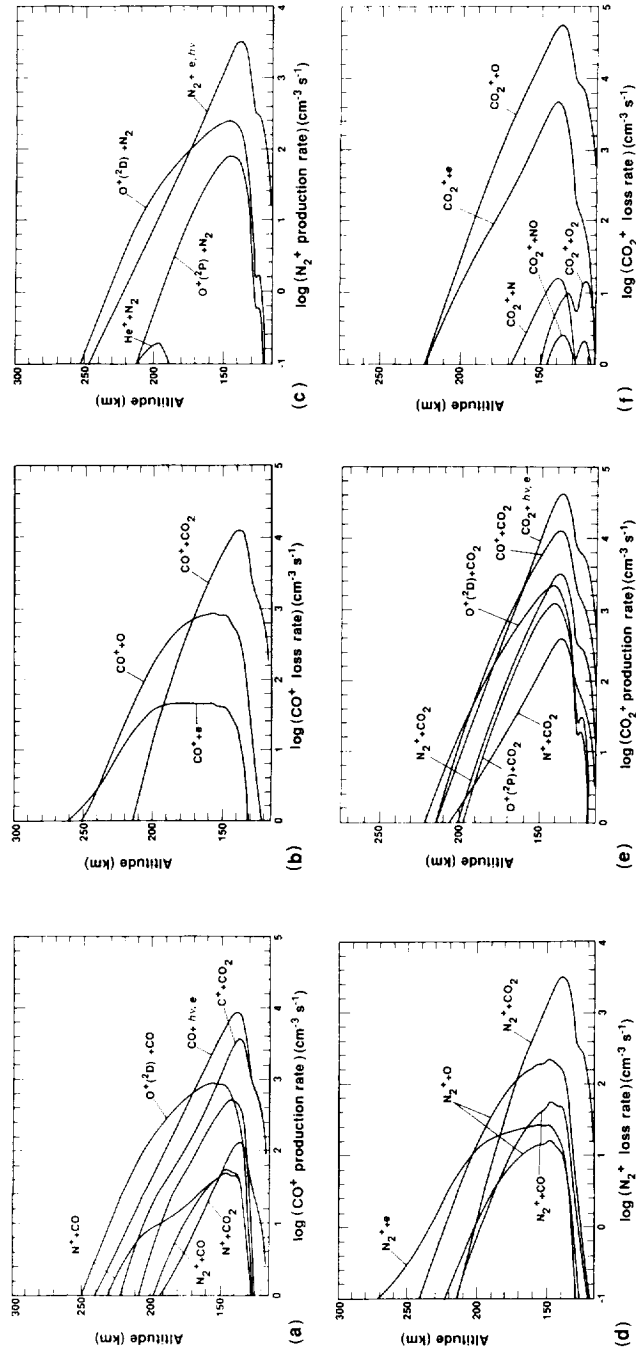 300
250
200
150
Altitude (km)
N⁺+CO
O⁺(²D) +CO
CO+ hν, e
C⁺+CO₂
N₂⁺+CO
N⁺+CO₂
0 1 2 3 4 5
log (CO⁺ production rate) (cm⁻³ s⁻¹)
(a)
300
250
200
150
Altitude (km)
CO⁺+O
CO⁺+CO₂
CO⁺+e
0 1 2 3 4 5
log (CO⁺ loss rate) (cm⁻³ s⁻¹)
(b)
300
250
200
150
Altitude (km)
He⁺+N₂
O⁺(²D) +N₂
N₂+ e,hν
O⁺(²P) +N₂
-1 0 1 2 3 4
log (N₂⁺ production rate) (cm⁻³ s⁻¹)
(c)
300
250
200
150
Altitude (km)
N₂⁺+e
N₂⁺+O
N₂⁺+CO₂
N₂⁺+CO
-1 0 1 2 3 4
log (N₂⁺ loss rate) (cm⁻³ s⁻¹)
(d)
300
250
200
150
Altitude (km)
N₂⁺+CO₂
O⁺(²D)+CO₂
CO⁺+CO₂
CO₂+ hν, e
O⁺(²P)+CO₂
N⁺+CO₂
0 1 2 3 4 5
log (CO₂⁺ production rate) (cm⁻³ s⁻¹)
(e)
300
250
200
150
Altitude (km)
CO₂⁺+e
CO₂⁺+O
CO₂⁺+N
CO₂⁺+NO
CO₂⁺+O₂
0 1 2 3 4 5
log (CO₂⁺ loss rate) (cm⁻³ s⁻¹)
(f)